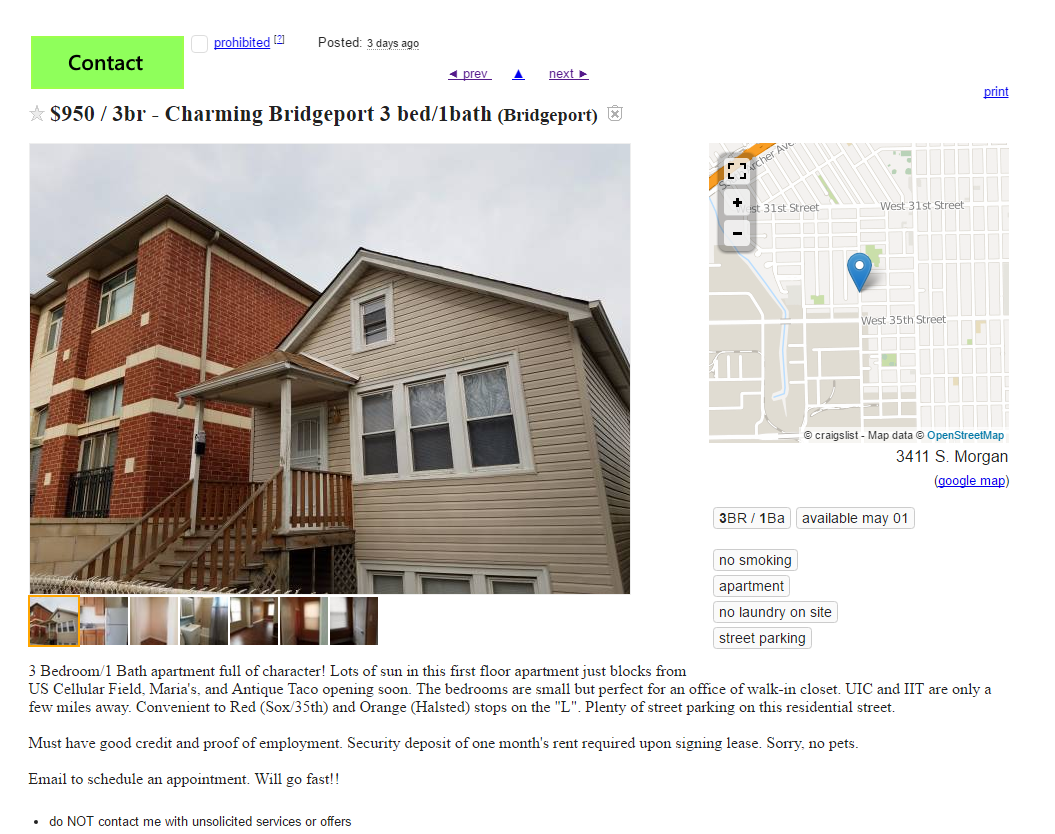 Contact
prohibited [?] Posted: 3 days ago
◄ prev ▲ next ►
print
$950 / 3br - Charming Bridgeport 3 bed/1bath (Bridgeport)
Archer Ave
West 31st Street West 31st Street
+
−
West 35th Street
© craigslist - Map data © OpenStreetMap
3411 S. Morgan
(google map)
3BR / 1Ba available may 01
no smoking
apartment
no laundry on site
street parking
3 Bedroom/1 Bath apartment full of character! Lots of sun in this first floor apartment just blocks from
US Cellular Field, Maria's, and Antique Taco opening soon. The bedrooms are small but perfect for an office of walk-in closet. UIC and IIT are only a
few miles away. Convenient to Red (Sox/35th) and Orange (Halsted) stops on the "L". Plenty of street parking on this residential street.
Must have good credit and proof of employment. Security deposit of one month's rent required upon signing lease. Sorry, no pets.
Email to schedule an appointment. Will go fast!!
• do NOT contact me with unsolicited services or offers